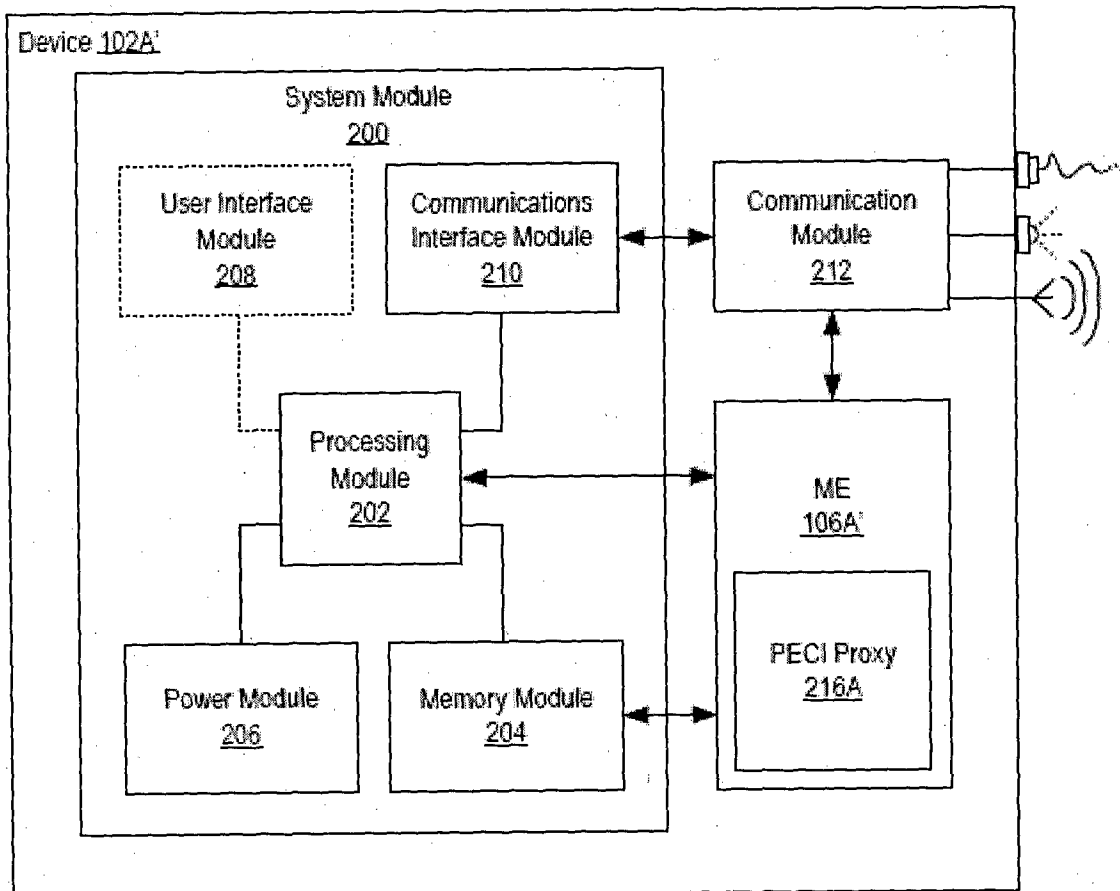 Device 102A'
System Module
200
User Interface
Module
208
Communications
Interface Module
210
Communication
Module
212
Processing
Module
202
ME
106A'
PECI Proxy
216A
Power Module
206
Memory Module
204